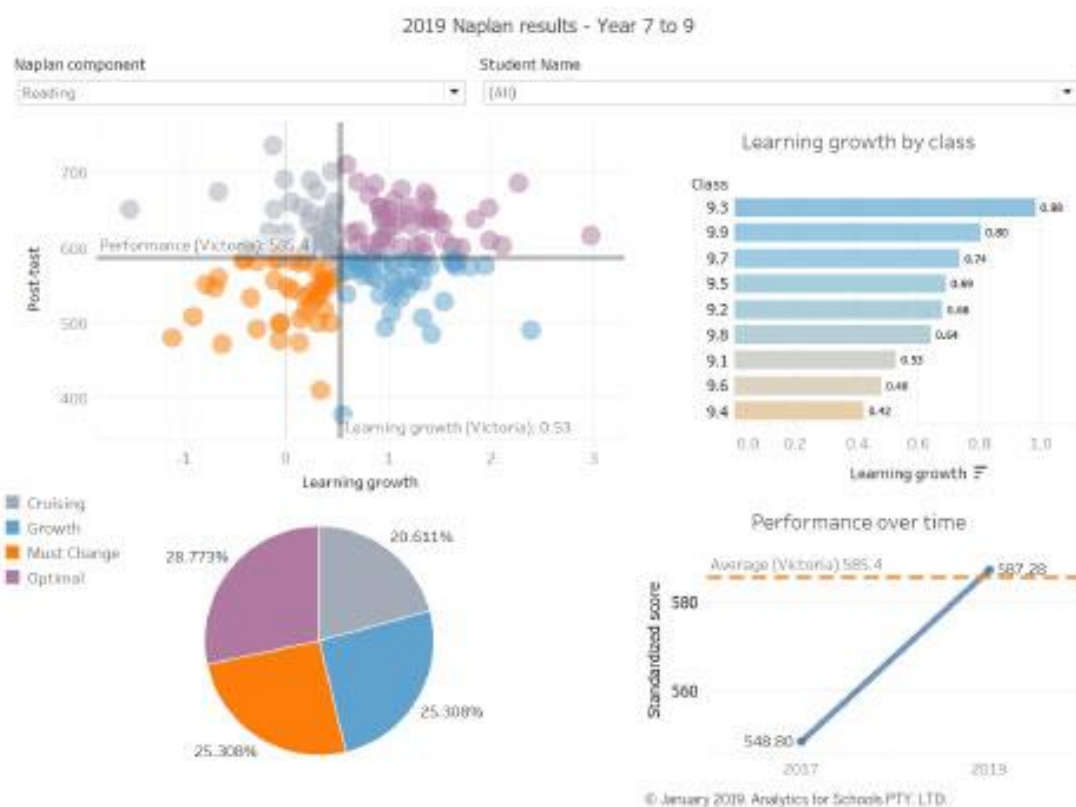 2019 Naplan results - Year 7 to 9
Naplan component
Student Name
Reading
(All)
700
600
500
400
Post-test
Performance (Victoria): 585.4
Learning growth (Victoria): 0.53
-1
0
1
2
3
Learning growth
Learning growth by class
Class
9.3
0.98
9.9
0.80
9.7
0.74
9.5
0.69
9.2
0.68
9.8
0.64
9.1
0.53
9.6
0.48
9.4
0.42
0.0 0.2 0.4 0.6 0.8 1.0
Learning growth
Cruising
Growth
Must Change
Optimal
20.611%
28.773%
25.308%
25.308%
Performance over time
Average (Victoria) 585.4
587.28
580
560
Standardized score
548.80
2017
2019
© January 2019. Analytics for Schools PTY. LTD.